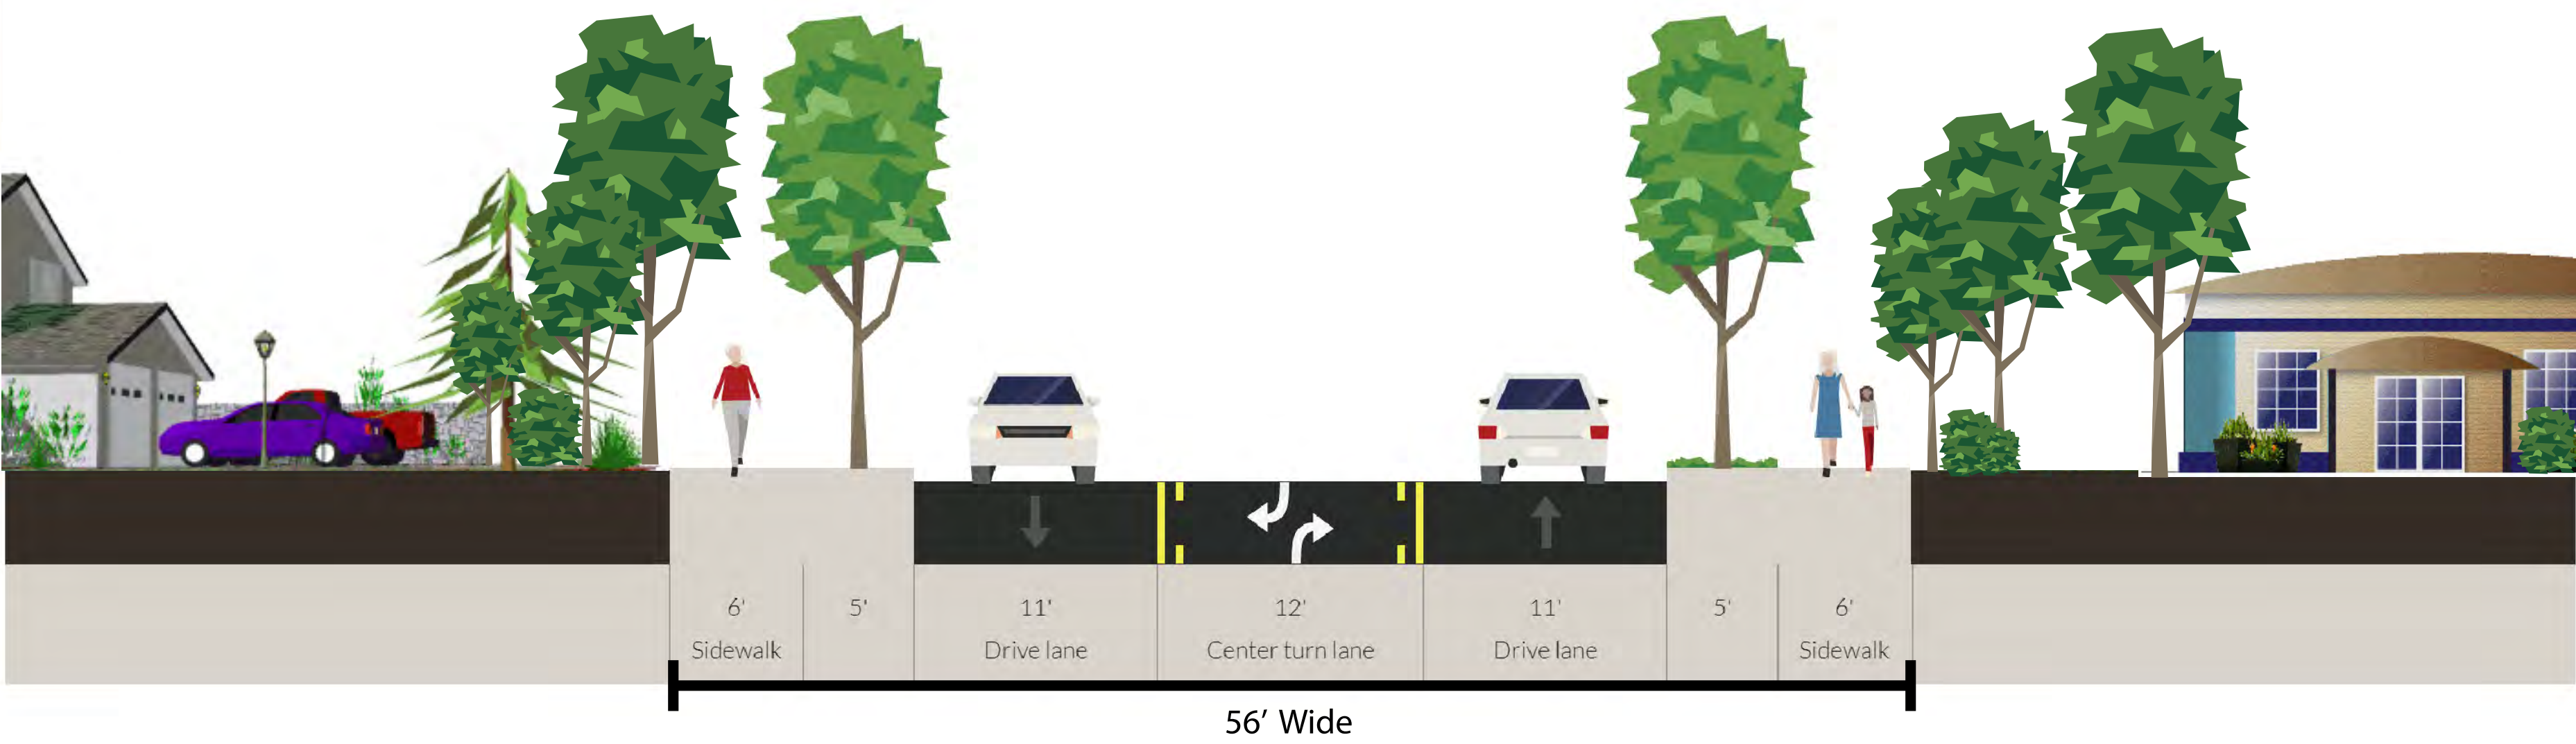 6' 5' 11' 12' 11' 5' 6'
Sidewalk Drive lane Center turn lane Drive lane Sidewalk
56' Wide